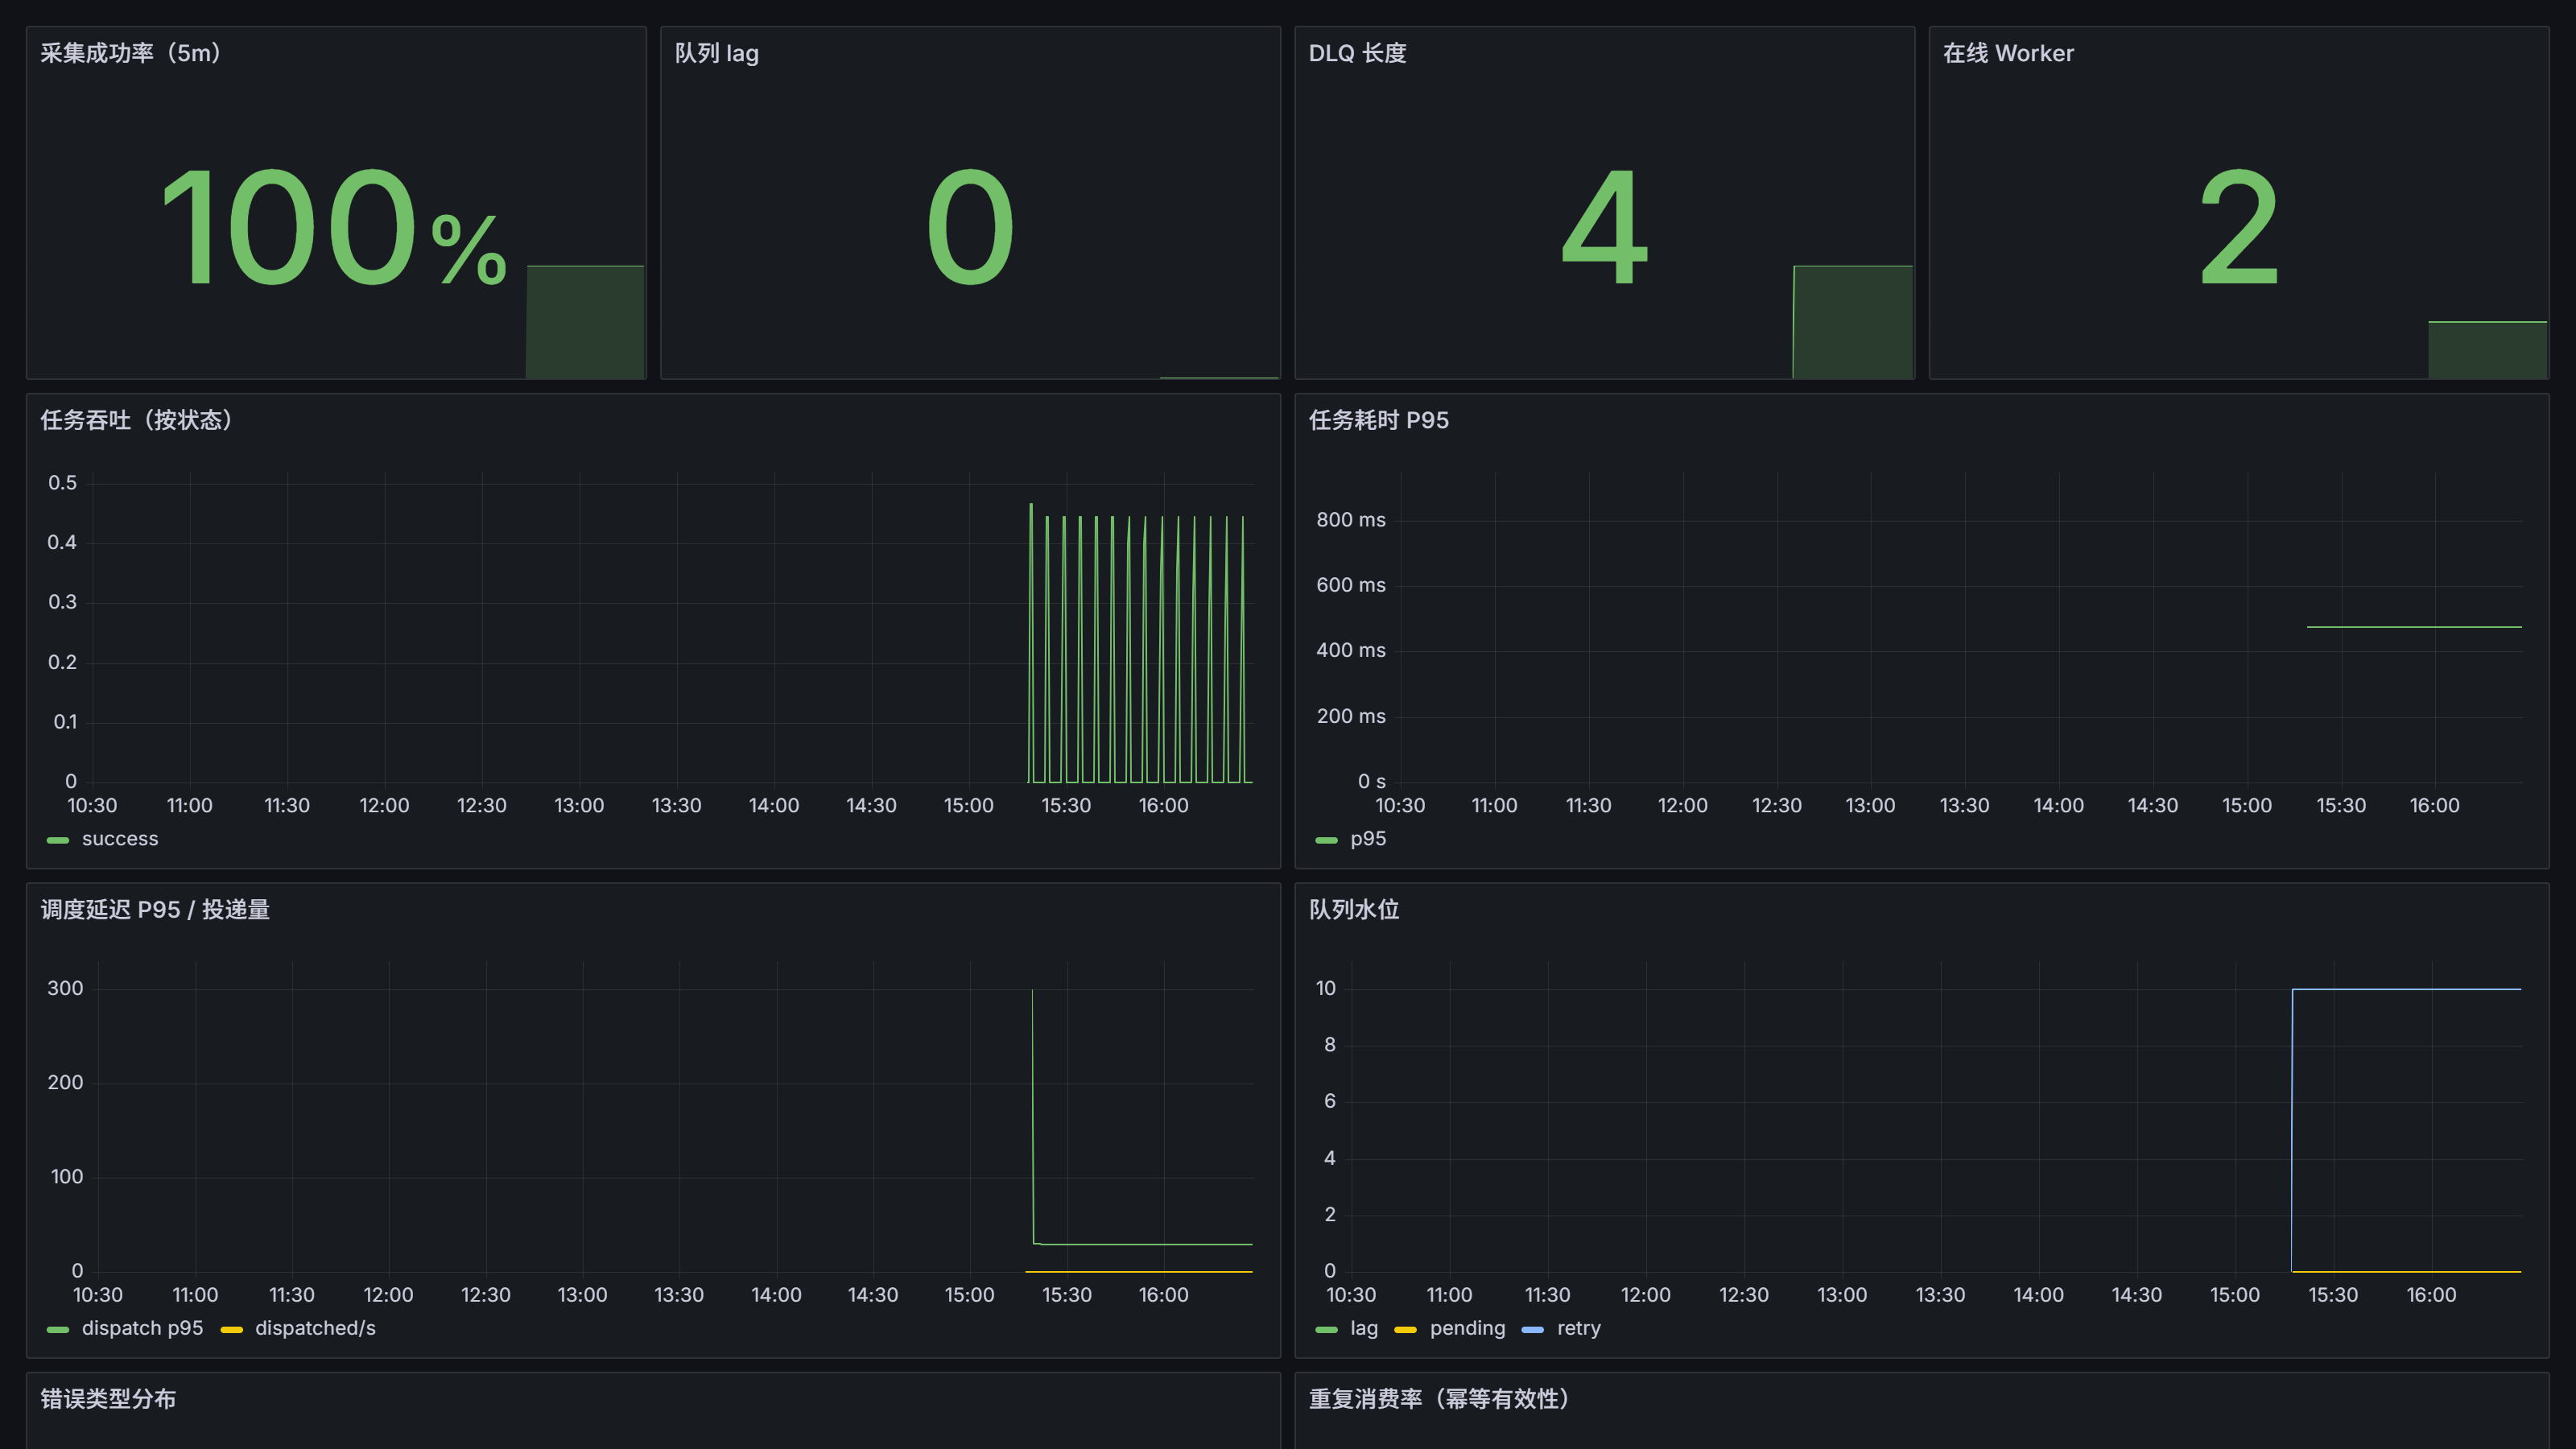 采集成功率（5m）
100%
队列 lag
0
DLQ 长度
4
在线 Worker
2
任务吞吐（按状态）
0.5
0.4
0.3
0.2
0.1
0
10:30 11:00 11:30 12:00 12:30 13:00 13:30 14:00 14:30 15:00 15:30 16:00
success
任务耗时 P95
800 ms
600 ms
400 ms
200 ms
0 s
10:30 11:00 11:30 12:00 12:30 13:00 13:30 14:00 14:30 15:00 15:30 16:00
p95
调度延迟 P95 / 投递量
300
200
100
0
10:30 11:00 11:30 12:00 12:30 13:00 13:30 14:00 14:30 15:00 15:30 16:00
dispatch p95 dispatched/s
队列水位
10
8
6
4
2
0
10:30 11:00 11:30 12:00 12:30 13:00 13:30 14:00 14:30 15:00 15:30 16:00
lag pending retry
错误类型分布
重复消费率（幂等有效性）